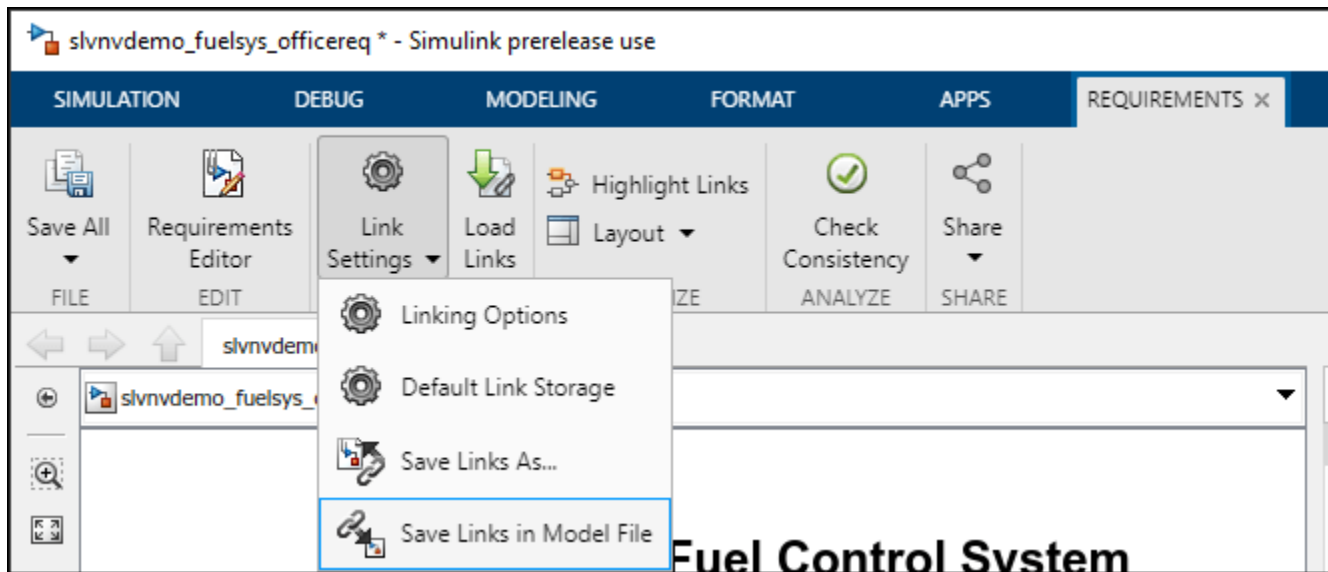 slvnvdemo_fuelsys_officereq * - Simulink prerelease use
SIMULATION DEBUG MODELING FORMAT APPS REQUIREMENTS ×
Save All
Requirements
Editor
Link
Settings
Load
Links
Highlight Links
Layout
Check
Consistency
Share
FILE EDIT IZE ANALYZE SHARE
Linking Options
slvnvdem
Default Link Storage
slvnvdemo_fuelsys_
Save Links As...
Save Links in Model File
Fuel Control System